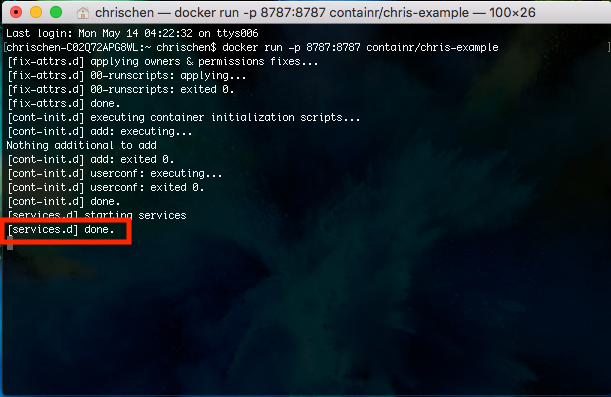 chrischen — docker run -p 8787:8787 containr/chris-example — 100×26
Last login: Mon May 14 04:22:32 on ttys006
[chrischen-C02Q72APG8WL:~ chrischen$ docker run -p 8787:8787 containr/chris-example ]
[fix-attrs.d] applying owners & permissions fixes...
[fix-attrs.d] 00-runscripts: applying...
[fix-attrs.d] 00-runscripts: exited 0.
[fix-attrs.d] done.
[cont-init.d] executing container initialization scripts...
[cont-init.d] add: executing...
Nothing additional to add
[cont-init.d] add: exited 0.
[cont-init.d] userconf: executing...
[cont-init.d] userconf: exited 0.
[cont-init.d] done.
[services.d] starting services
[services.d] done.